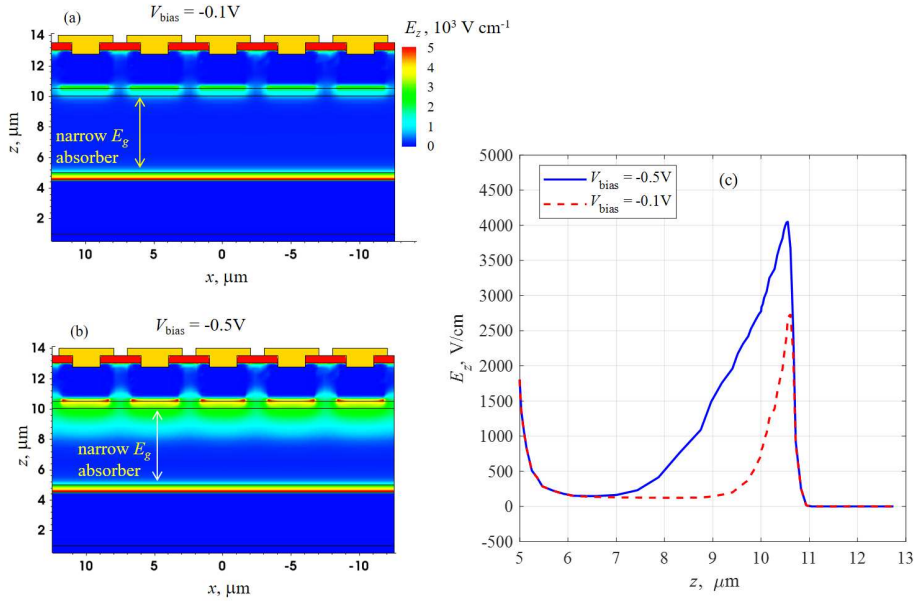 (a)
V_bias = -0.1V
E_z , 10³ V cm⁻¹
14
12
10
8
6
4
2
z, μm
narrow E_g
absorber
10
5
0
-5
-10
x, μm
5
4
3
2
1
0
(b)
V_bias = -0.5V
14
12
10
8
6
4
2
z, μm
narrow E_g
absorber
10
5
0
-5
-10
x, μm
(c)
V_bias = -0.5V
V_bias = -0.1V
5000
4500
4000
3500
3000
2500
2000
1500
1000
500
0
-500
E_z, V/cm
5
6
7
8
9
10
11
12
13
z, μm